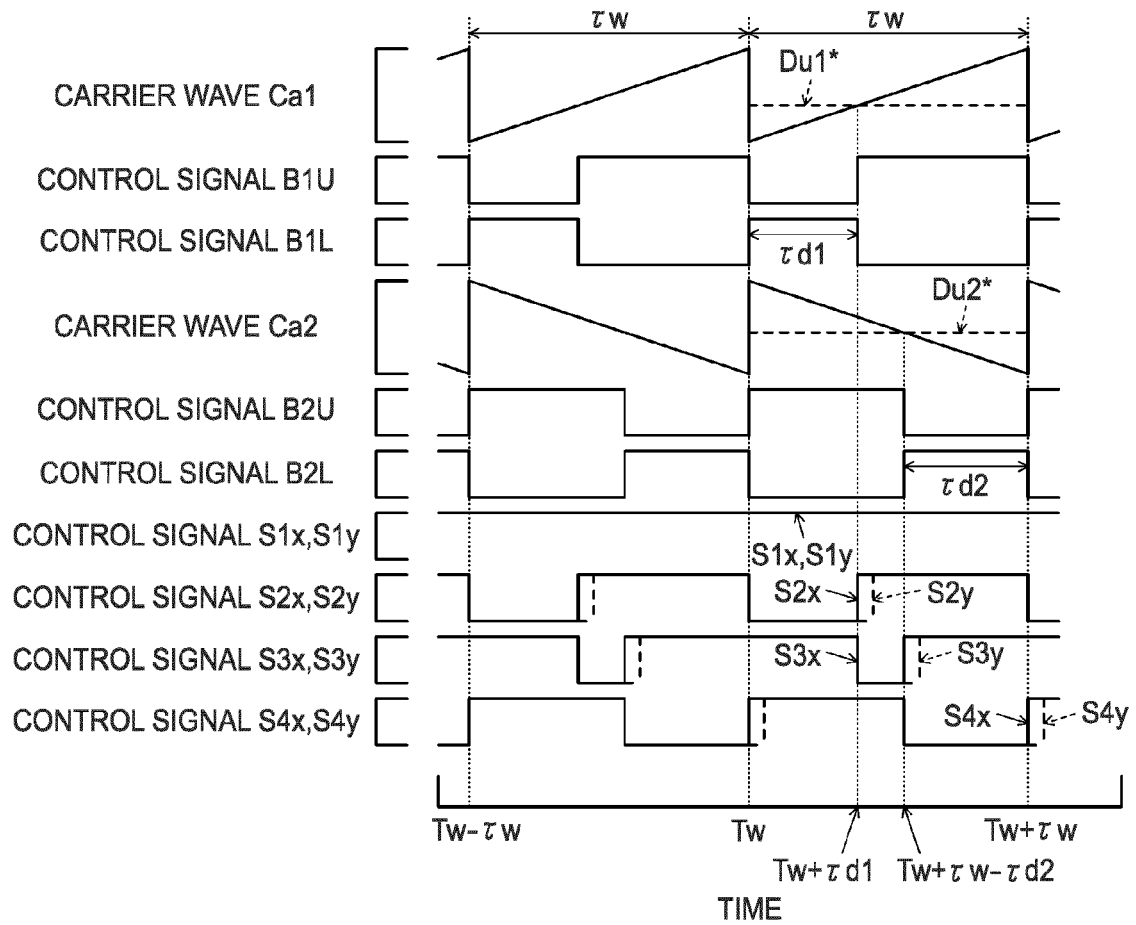 τw τw
CARRIER WAVE Ca1
Du1*
CONTROL SIGNAL B1U
CONTROL SIGNAL B1L
τd1
CARRIER WAVE Ca2
Du2*
CONTROL SIGNAL B2U
CONTROL SIGNAL B2L
τd2
CONTROL SIGNAL S1x,S1y
S1x,S1y
CONTROL SIGNAL S2x,S2y
S2x S2y
CONTROL SIGNAL S3x,S3y
S3x S3y
CONTROL SIGNAL S4x,S4y
S4x S4y
Tw-τw Tw Tw+τw
Tw+τd1 Tw+τw-τd2
TIME